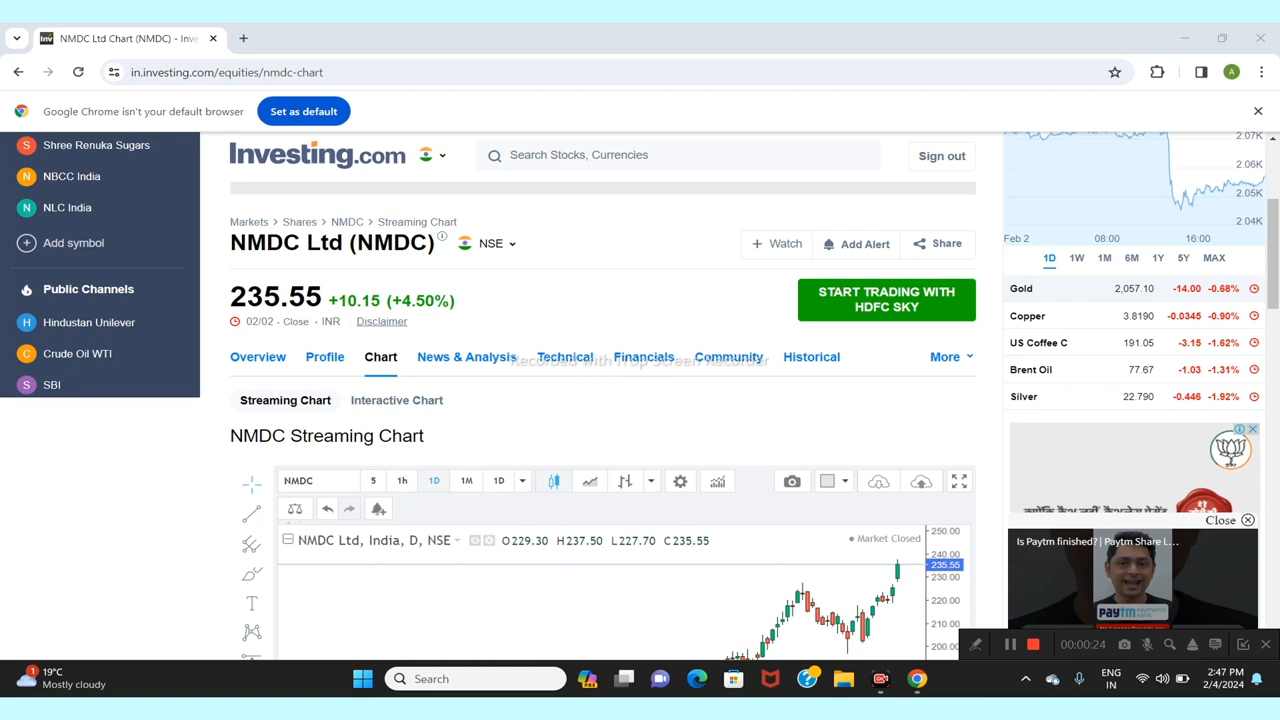 NMDC Ltd Chart (NMDC) - Inve
in.investing.com/equities/nmdc-chart
A
Google Chrome isn't your default browser
Set as default
S Shree Renuka Sugars
N NBCC India
N NLC India
Add symbol
Public Channels
H Hindustan Unilever
C Crude Oil WTI
S SBI
Investing.com
Search Stocks, Currencies
Sign out
Markets > Shares > NMDC > Streaming Chart
NMDC Ltd (NMDC)
NSE
+ Watch
Add Alert
Share
235.55 +10.15 (+4.50%)
02/02 - Close • INR Disclaimer
START TRADING WITH
HDFC SKY
Overview Profile Chart News & Analysis Technical Financials Community Historical More
Recorded with iTop Screen Recorder
Streaming Chart Interactive Chart
NMDC Streaming Chart
NMDC 5 1h 1D 1M 1D
NMDC Ltd, India, D, NSE O229.30 H237.50 L227.70 C235.55
• Market Closed
250.00
240.00
235.55
230.00
220.00
210.00
200.00
2.07K
2.06K
2.05K
2.04K
Feb 2 08:00 16:00
1D 1W 1M 6M 1Y 5Y MAX
Gold 2,057.10 -14.00 -0.68%
Copper 3.8190 -0.0345 -0.90%
US Coffee C 191.05 -3.15 -1.62%
Brent Oil 77.67 -1.03 -1.31%
Silver 22.790 -0.446 -1.92%
Close
Is Paytm finished? | Paytm Share L...
paytm
00:00:24
1
19°C
Mostly cloudy
Search
ENG
IN
2:47 PM
2/4/2024